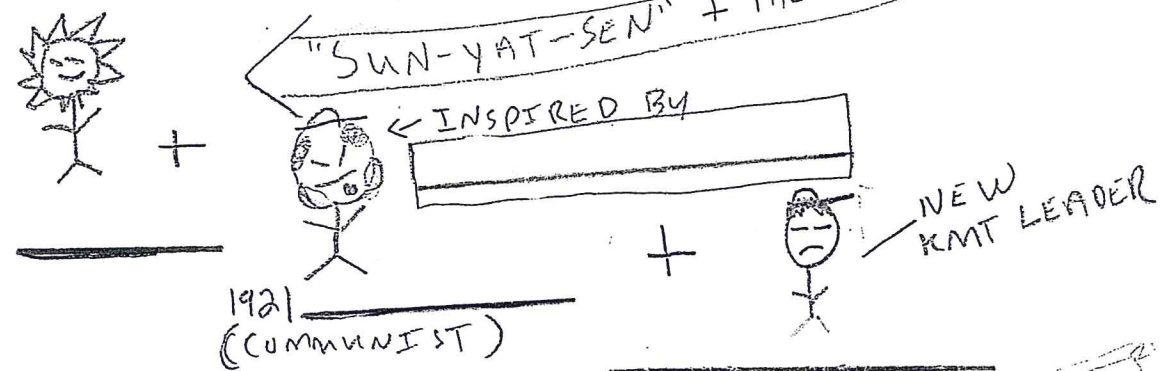 "SUN-YAT-SEN" +
+
← INSPIRED BY
+
NEW
KMT LEADER
1921
(COMMUNIST)